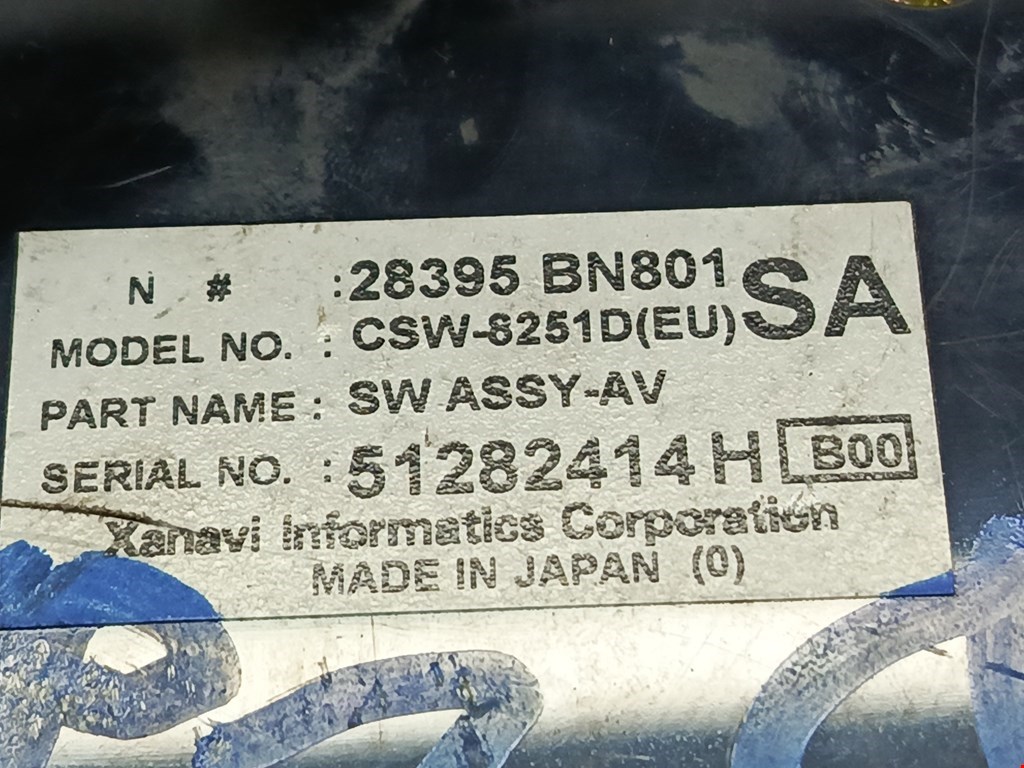 N # : 28395 BN801 SA
MODEL NO. : CSW-8251D(EU)
PART NAME : SW ASSY-AV
SERIAL NO. : 51282414 H B00
Xanavi Informatics Corporation
MADE IN JAPAN (0)